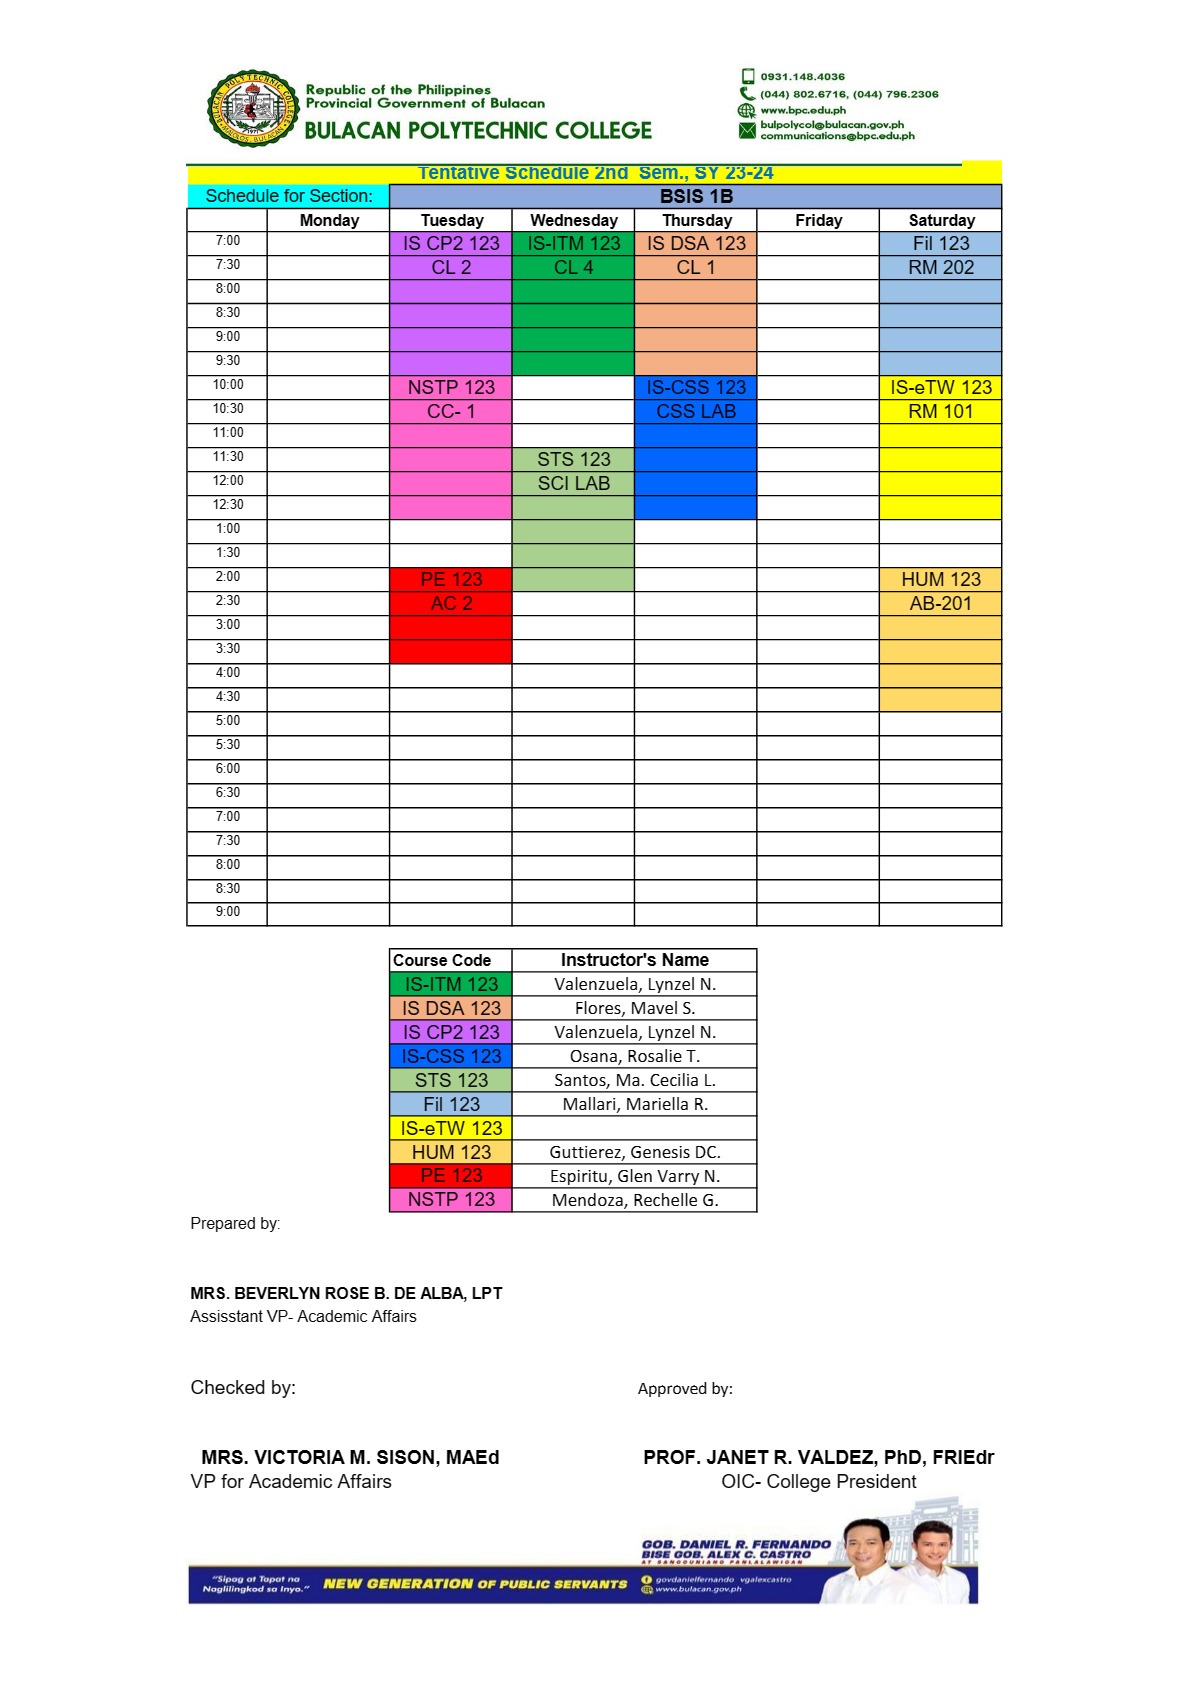 BULACAN POLYTECHNIC COLLEGE
MALOLOS, BULACAN
1971
Republic of the Philippines
Provincial Government of Bulacan
BULACAN POLYTECHNIC COLLEGE
0931.148.4036
(044) 802.6716, (044) 796.2306
www.bpc.edu.ph
bulpolycol@bulacan.gov.ph
communications@bpc.edu.ph
Tentative Schedule 2nd Sem., SY 23-24
Schedule for Section: BSIS 1B
Monday Tuesday Wednesday Thursday Friday Saturday
7:00 IS CP2 123 IS-ITM 123 IS DSA 123 Fil 123
7:30 CL 2 CL 4 CL 1 RM 202
8:00
8:30
9:00
9:30
10:00 NSTP 123 IS-CSS 123 IS-eTW 123
10:30 CC- 1 CSS LAB RM 101
11:00
11:30 STS 123
12:00 SCI LAB
12:30
1:00
1:30
2:00 PE 123 HUM 123
2:30 AC 2 AB-201
3:00
3:30
4:00
4:30
5:00
5:30
6:00
6:30
7:00
7:30
8:00
8:30
9:00
Course Code Instructor's Name
IS-ITM 123 Valenzuela, Lynzel N.
IS DSA 123 Flores, Mavel S.
IS CP2 123 Valenzuela, Lynzel N.
IS-CSS 123 Osana, Rosalie T.
STS 123 Santos, Ma. Cecilia L.
Fil 123 Mallari, Mariella R.
IS-eTW 123
HUM 123 Guttierez, Genesis DC.
PE 123 Espiritu, Glen Varry N.
NSTP 123 Mendoza, Rechelle G.
Prepared by:
MRS. BEVERLYN ROSE B. DE ALBA, LPT
Assisstant VP- Academic Affairs
Checked by: Approved by:
MRS. VICTORIA M. SISON, MAEd PROF. JANET R. VALDEZ, PhD, FRIEdr
VP for Academic Affairs OIC- College President
GOB. DANIEL R. FERNANDO
BISE GOB. ALEX C. CASTRO
AT SANGGUNIANG PANLALAWIGAN
"Sipag at Tapat na
Naglilingkod sa Inyo."
NEW GENERATION OF PUBLIC SERVANTS
govdanielfernando vgalexcastro
www.bulacan.gov.ph